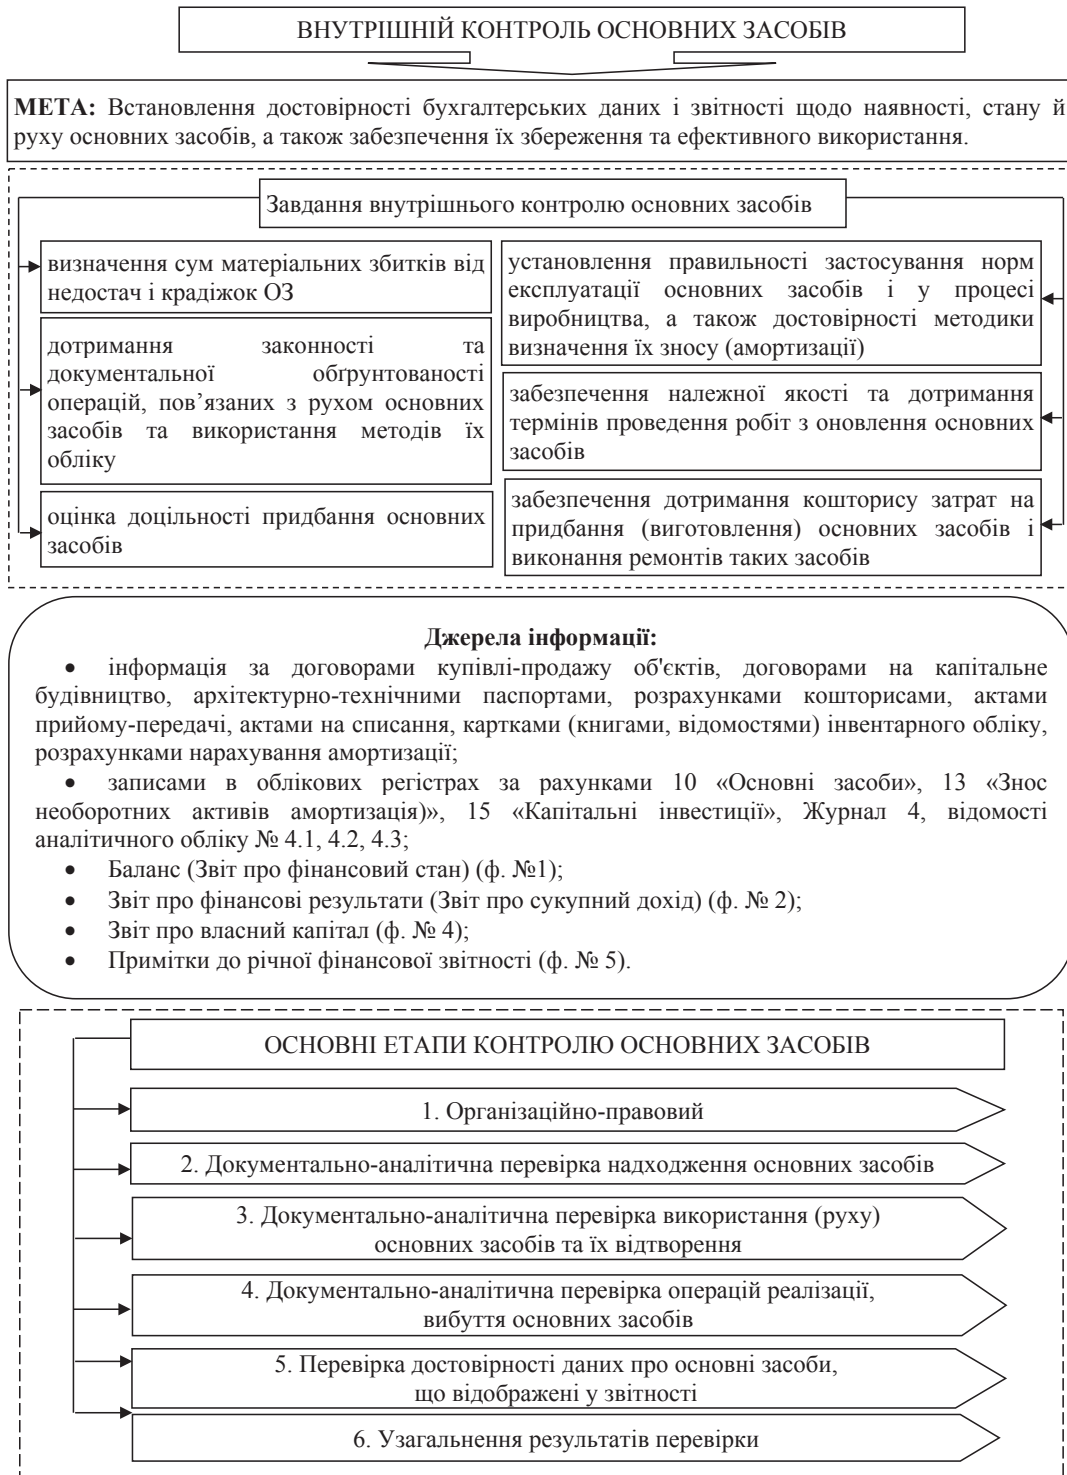 ВНУТРІШНІЙ КОНТРОЛЬ ОСНОВНИХ ЗАСОБІВ
МЕТА: Встановлення достовірності бухгалтерських даних і звітності щодо наявності, стану й
руху основних засобів, а також забезпечення їх збереження та ефективного використання.
Завдання внутрішнього контролю основних засобів
визначення сум матеріальних збитків від
недостач і крадіжок ОЗ
дотримання законності та
документальної обґрунтованості
операцій, пов’язаних з рухом основних
засобів та використання методів їх
обліку
оцінка доцільності придбання основних
засобів
установлення правильності застосування норм
експлуатації основних засобів і у процесі
виробництва, а також достовірності методики
визначення їх зносу (амортизації)
забезпечення належної якості та дотримання
термінів проведення робіт з оновлення основних
засобів
забезпечення дотримання кошторису затрат на
придбання (виготовлення) основних засобів і
виконання ремонтів таких засобів
Джерела інформації:
• інформація за договорами купівлі-продажу об'єктів, договорами на капітальне
будівництво, архітектурно-технічними паспортами, розрахунками кошторисами, актами
прийому-передачі, актами на списання, картками (книгами, відомостями) інвентарного обліку,
розрахунками нарахування амортизації;
• записами в облікових регістрах за рахунками 10 «Основні засоби», 13 «Знос
необоротних активів амортизація)», 15 «Капітальні інвестиції», Журнал 4, відомості
аналітичного обліку № 4.1, 4.2, 4.3;
• Баланс (Звіт про фінансовий стан) (ф. №1);
• Звіт про фінансові результати (Звіт про сукупний дохід) (ф. № 2);
• Звіт про власний капітал (ф. № 4);
• Примітки до річної фінансової звітності (ф. № 5).
ОСНОВНІ ЕТАПИ КОНТРОЛЮ ОСНОВНИХ ЗАСОБІВ
1. Організаційно-правовий
2. Документально-аналітична перевірка надходження основних засобів
3. Документально-аналітична перевірка використання (руху)
основних засобів та їх відтворення
4. Документально-аналітична перевірка операцій реалізації,
вибуття основних засобів
5. Перевірка достовірності даних про основні засоби,
що відображені у звітності
6. Узагальнення результатів перевірки